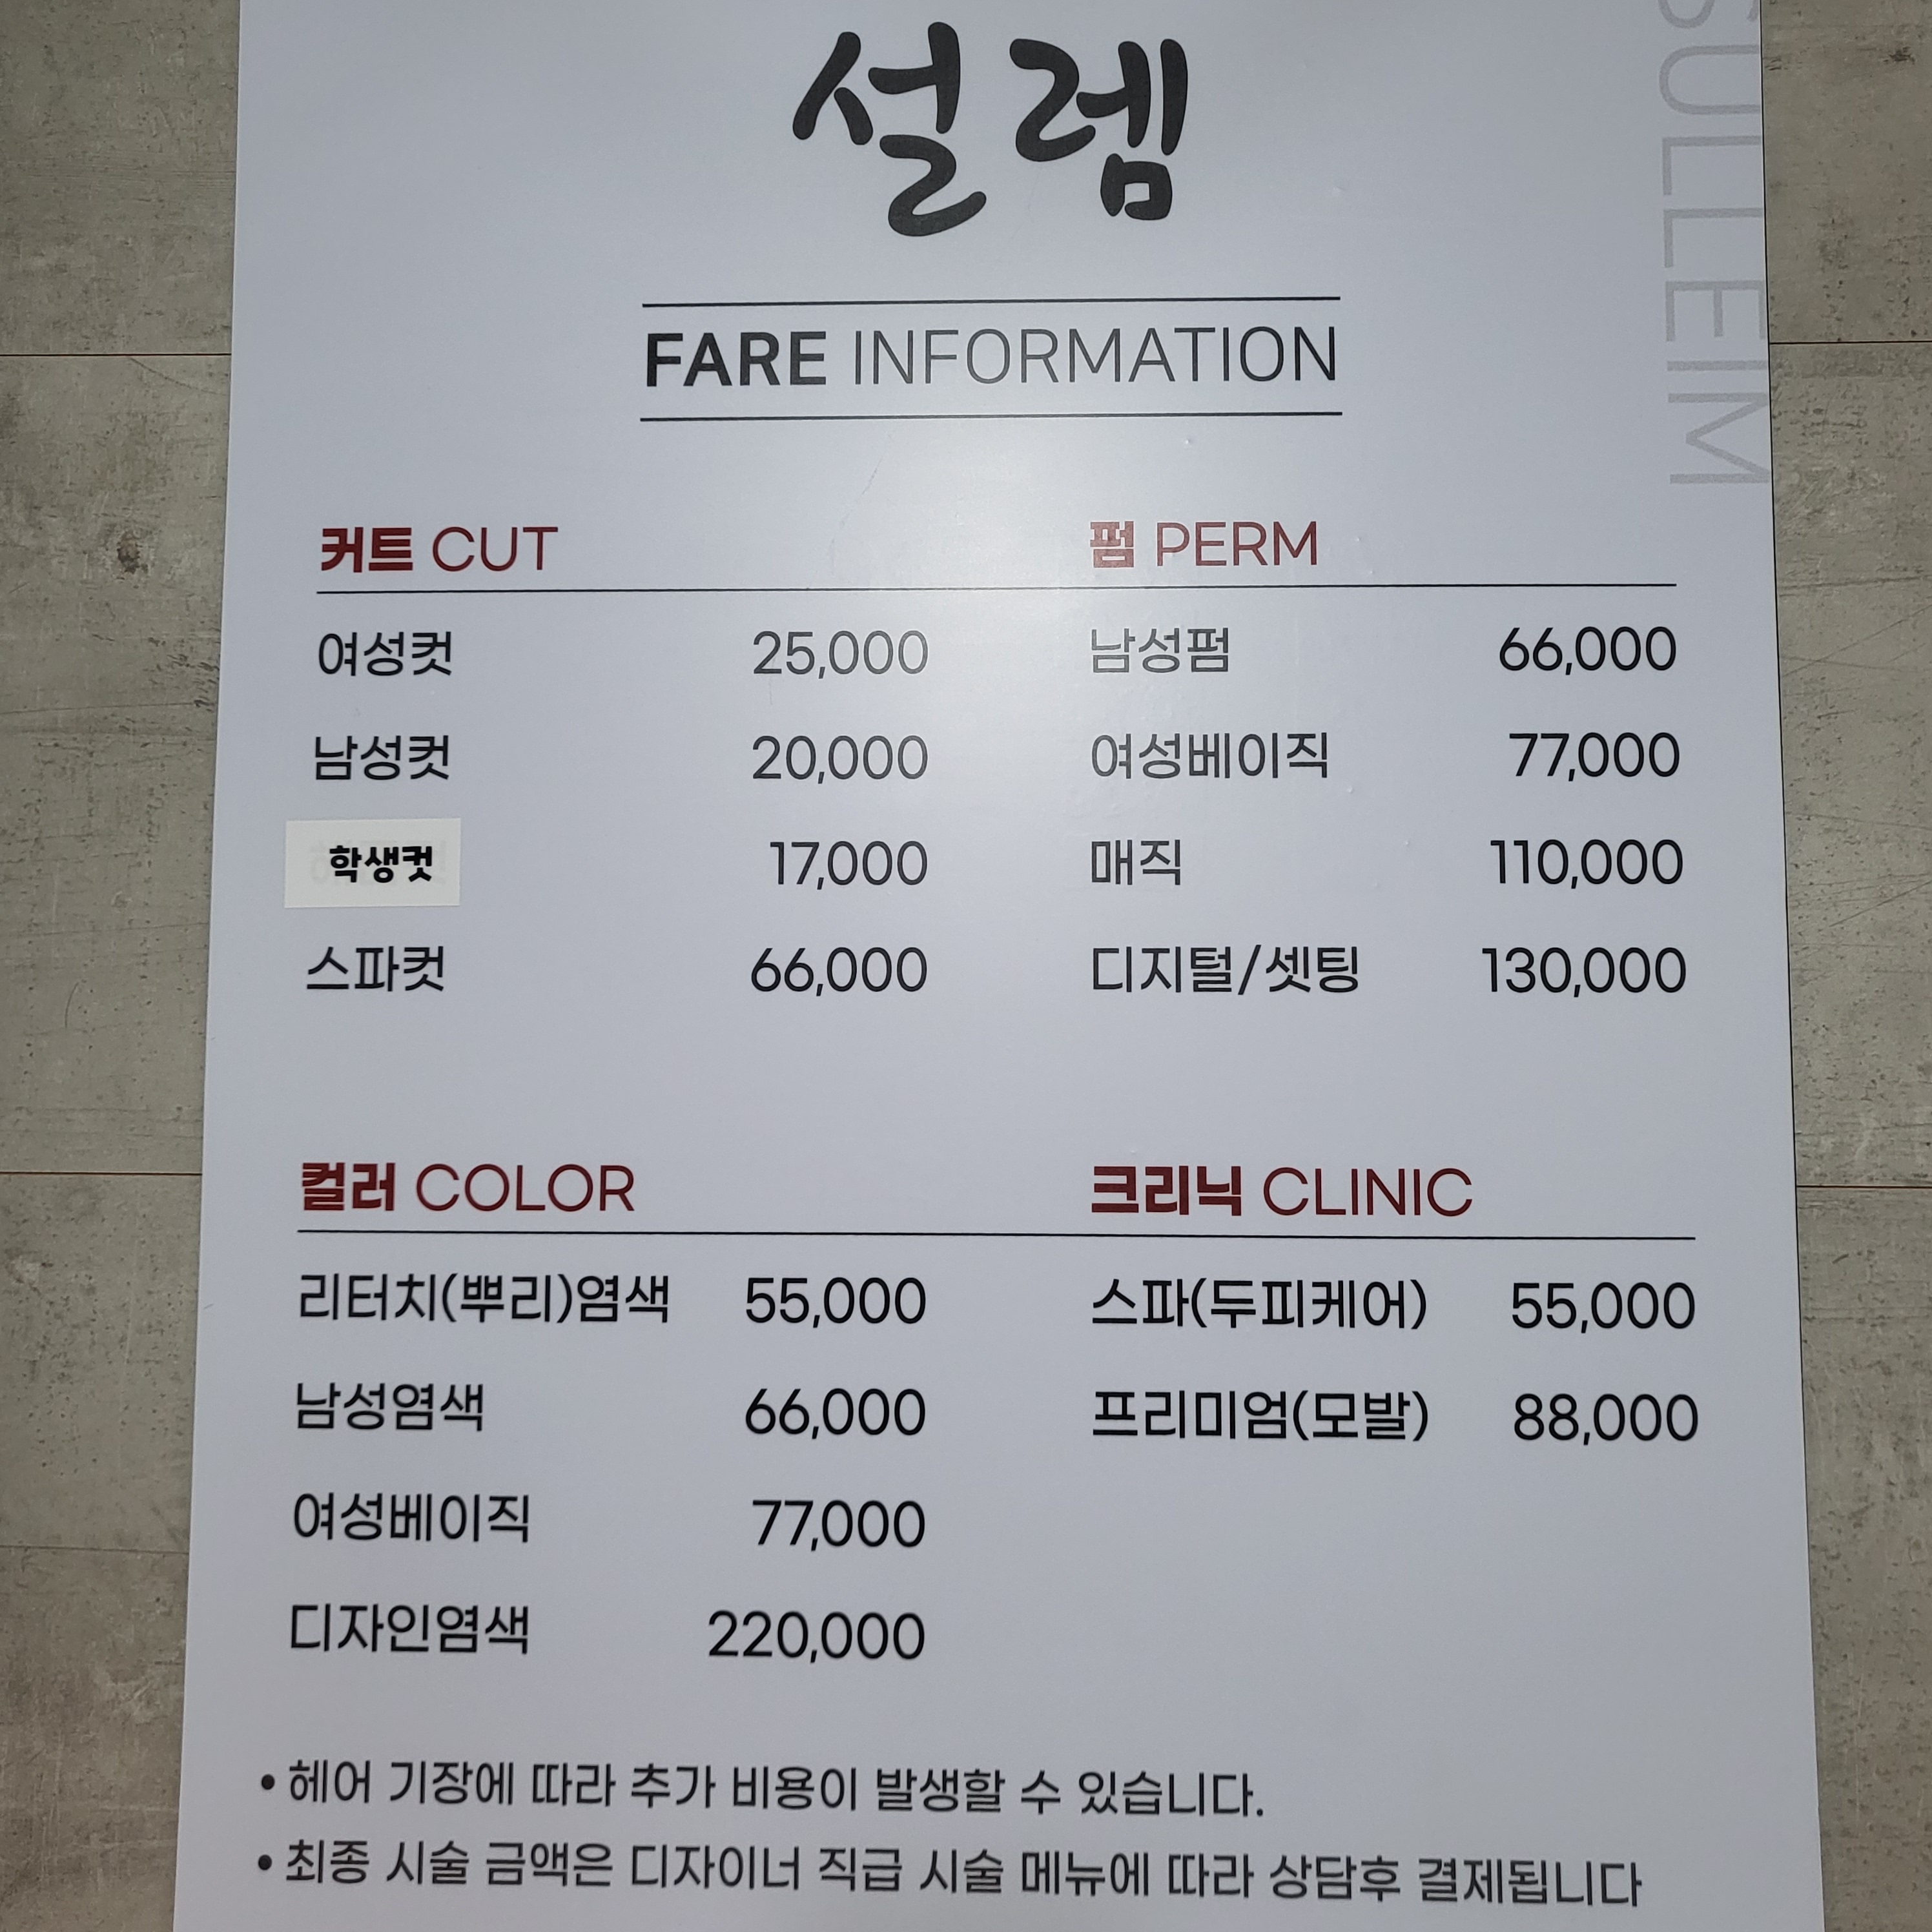 설렘
SULLEIM
FARE INFORMATION
커트 CUT
여성컷 25,000
남성컷 20,000
학생컷 17,000
스파컷 66,000
펌 PERM
남성펌 66,000
여성베이직 77,000
매직 110,000
디지털/셋팅 130,000
컬러 COLOR
리터치(뿌리)염색 55,000
남성염색 66,000
여성베이직 77,000
디자인염색 220,000
크리닉 CLINIC
스파(두피케어) 55,000
프리미엄(모발) 88,000
• 헤어 기장에 따라 추가 비용이 발생할 수 있습니다.
• 최종 시술 금액은 디자이너 직급 시술 메뉴에 따라 상담후 결제됩니다